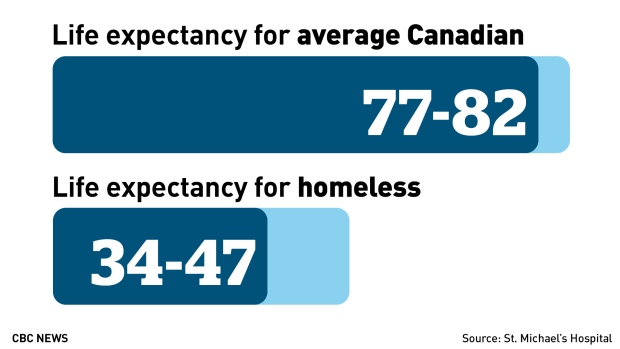 Life expectancy for average Canadian
77-82
Life expectancy for homeless
34-47
CBC NEWS
Source: St. Michael's Hospital